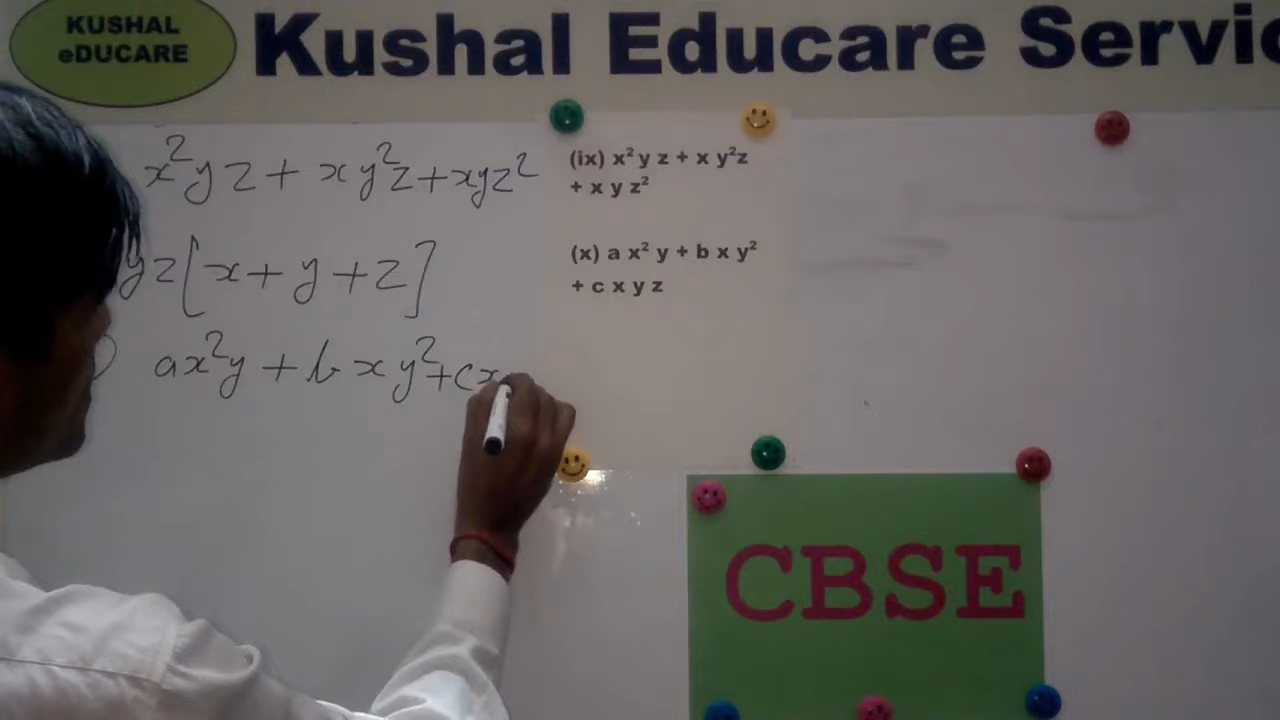 KUSHAL
eDUCARE
Kushal Educare Servic
x²yz + xy²z + xyz²
yz[x + y + z]
ax²y + bxy² + cx
(ix) x² y z + x y²z
+ x y z²
(x) a x² y + b x y²
+ c x y z
CBSE